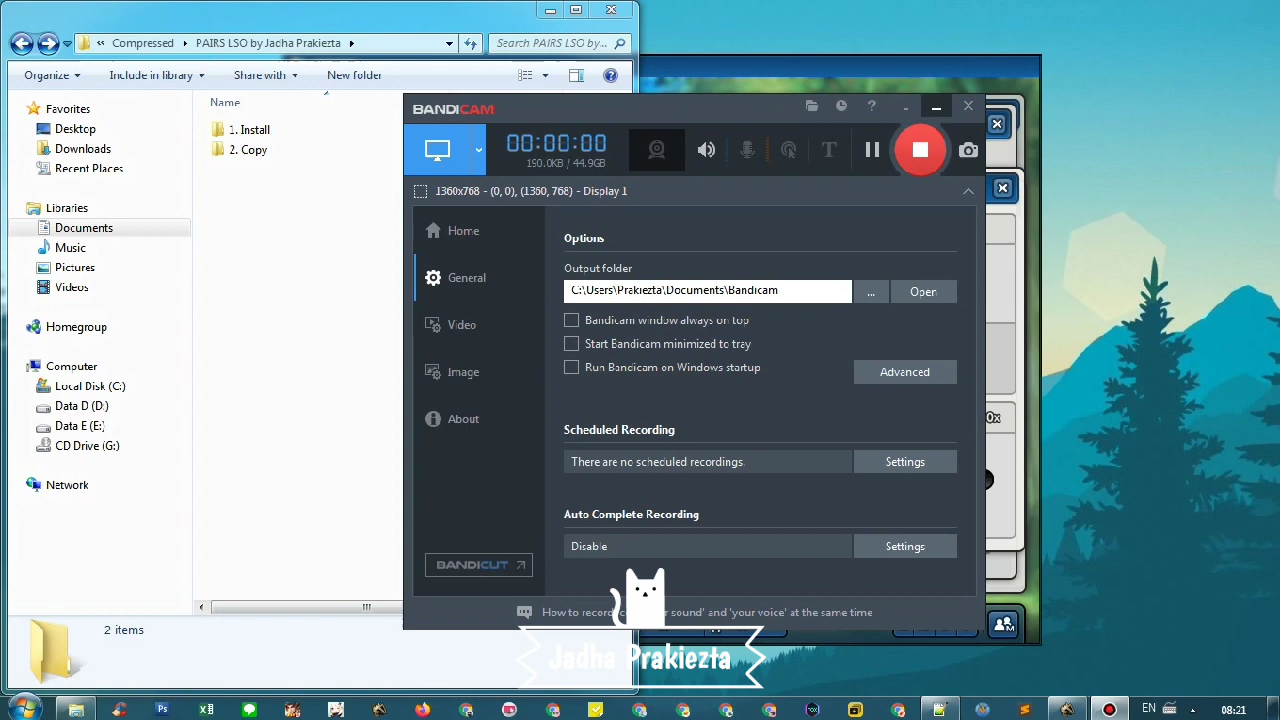 Compressed
PAIRS LSO by Jadha Prakiezta
Search PAIRS LSO by...
Organize
Include in library
Share with
New folder
Favorites
Desktop
Downloads
Recent Places
Libraries
Documents
Music
Pictures
Videos
Homegroup
Computer
Local Disk (C:)
Data D (D:)
Data E (E:)
CD Drive (G:)
Network
Name
1. Install
2. Copy
2 items
BANDICAM
00:00:00
190.0KB / 44.9GB
1360x768 - (0, 0), (1360, 768) - Display 1
Home
General
Video
Image
About
BANDICUT
Options
Output folder
C:\Users\Prakiezta\Documents\Bandicam
...
Open
Bandicam window always on top
Start Bandicam minimized to tray
Run Bandicam on Windows startup
Advanced
Scheduled Recording
There are no scheduled recordings.
Settings
Auto Complete Recording
Disable
Settings
How to record sound' and 'your voice' at the same time
Jadha Prakiezta
0x
M
EN
08:21